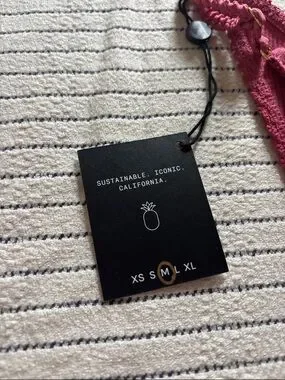 SUSTAINABLE. ICONIC.
CALIFORNIA.
XS S M L XL